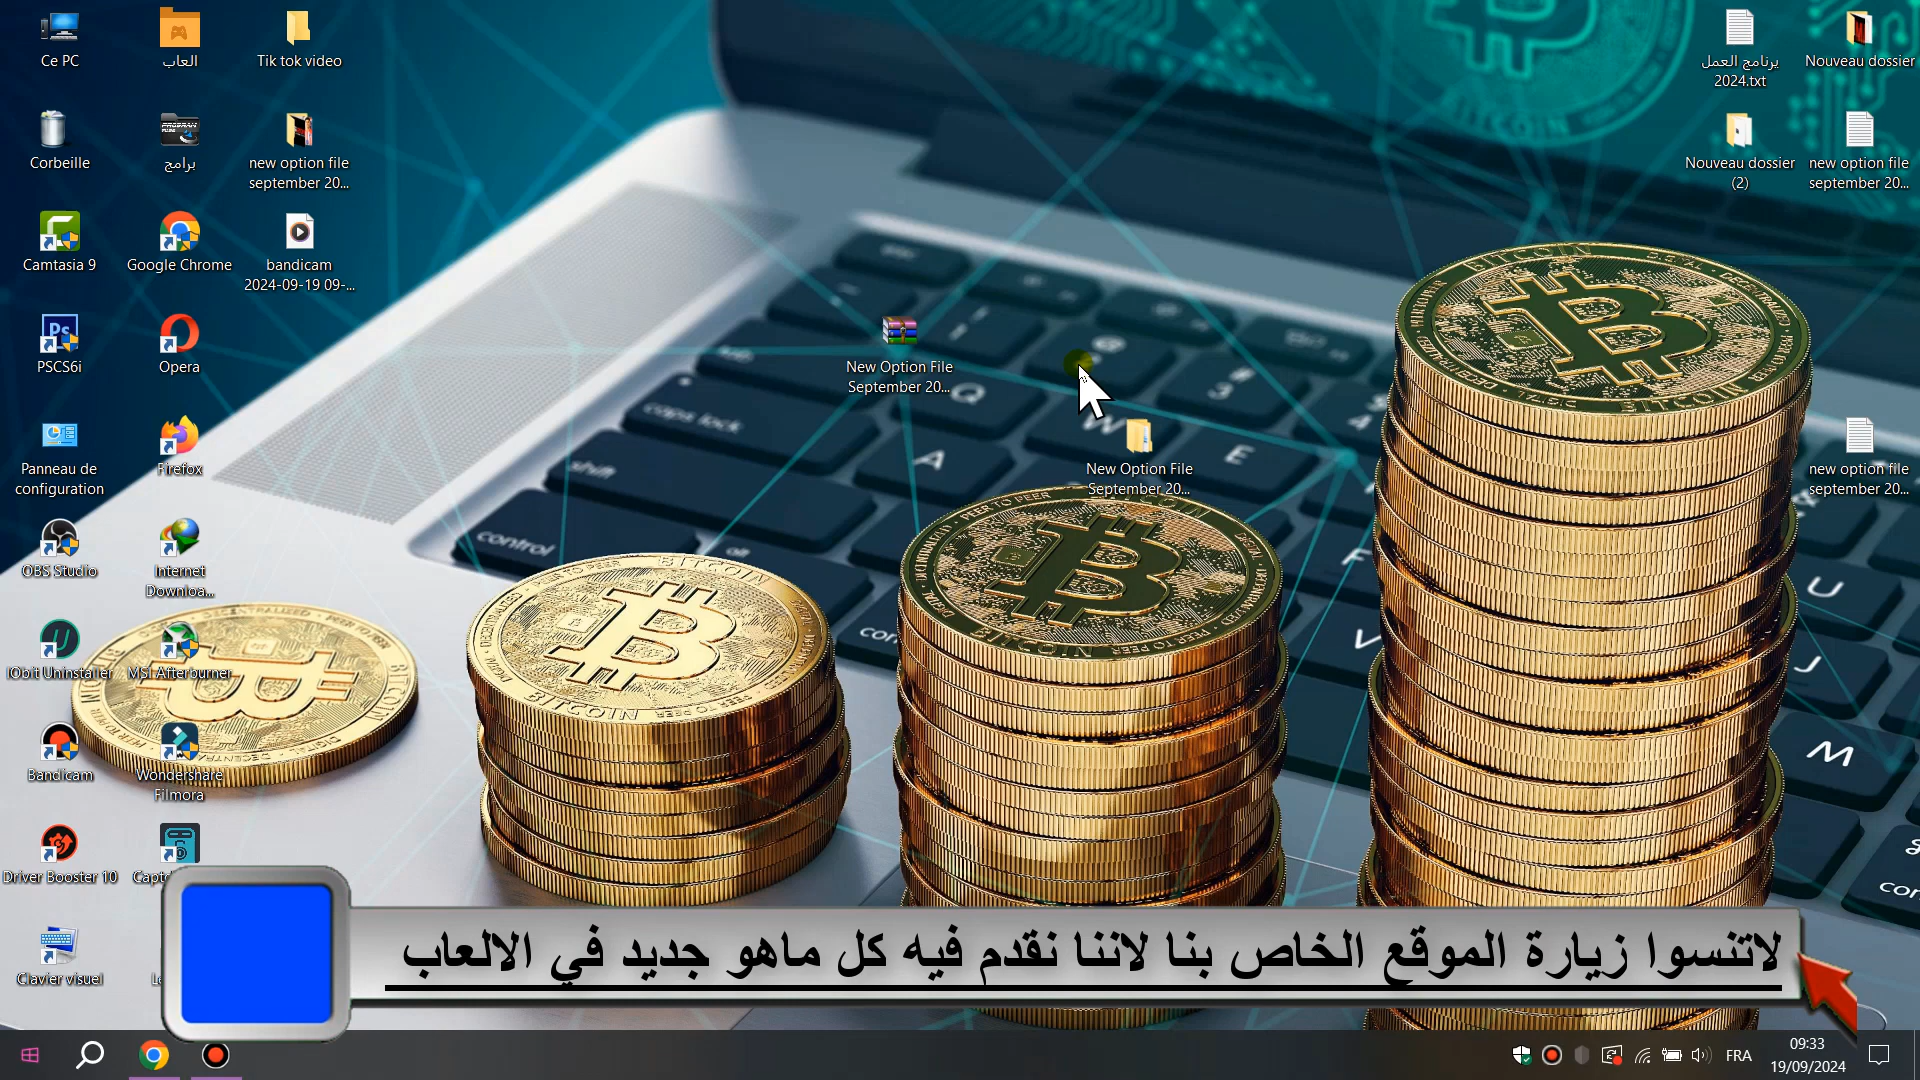 Ce PC
العاب
Tik tok video
يرنامج العمل
2024.txt
Nouveau dossier
Corbeille
برامج
new option file
september 20...
Nouveau dossier
(2)
new option file
september 20...
Camtasia 9
Google Chrome
bandicam
2024-09-19 09-...
PSCS6i
Opera
New Option File
September 20...
Panneau de
configuration
Firefox
New Option File
September 20...
new option file
september 20...
OBS Studio
Internet
Downloa...
IObit Uninstaller
MSI Afterburner
Bandicam
Wondershare
Filmora
Driver Booster 10
Clavier visuel
لاتنسوا زيارة الموقع الخاص بنا لاننا نقدم فيه كل ماهو جديد في الالعاب
FRA
09:33
19/09/2024